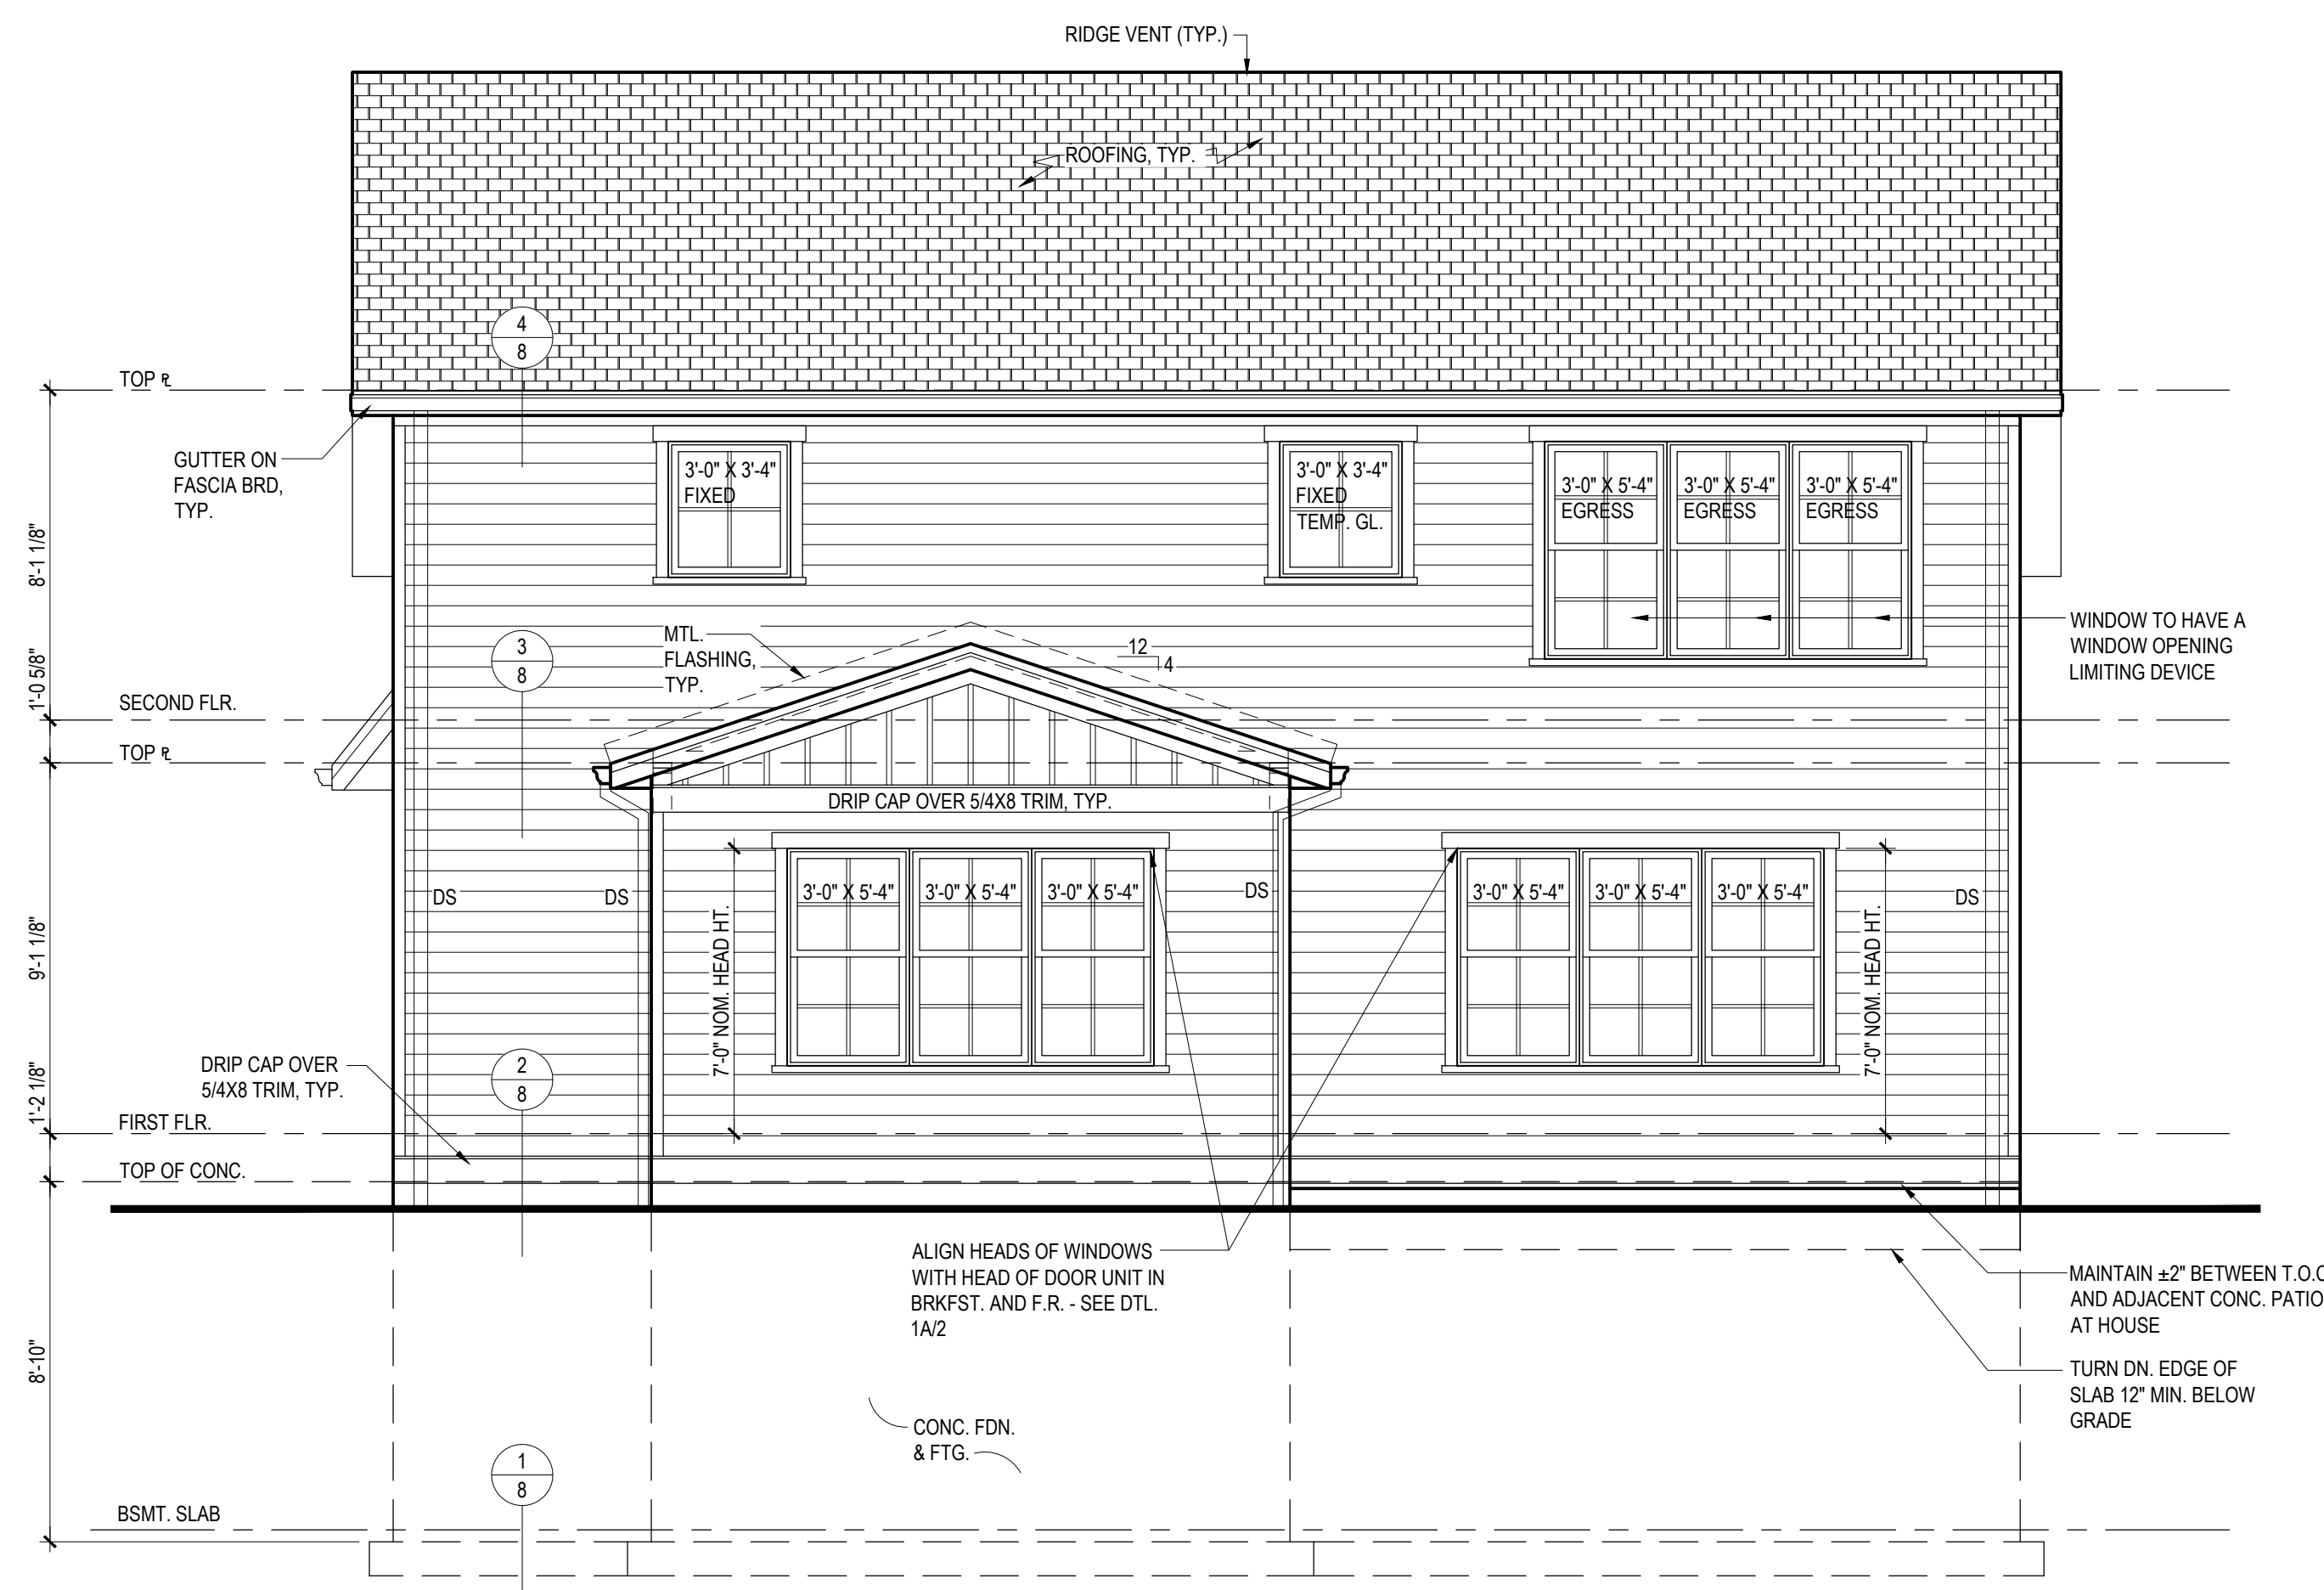 RIDGE VENT (TYP.)
ROOFING, TYP.
4
8
TOP ℄
GUTTER ON
FASCIA BRD,
TYP.
3'-0" X 3'-4"
FIXED
3'-0" X 3'-4"
FIXED
TEMP. GL.
3'-0" X 5'-4"
EGRESS
3'-0" X 5'-4"
EGRESS
3'-0" X 5'-4"
EGRESS
8'-1 1/8"
WINDOW TO HAVE A
WINDOW OPENING
LIMITING DEVICE
3
8
MTL.
FLASHING,
TYP.
12
4
1'-0 5/8"
SECOND FLR.
TOP ℄
DRIP CAP OVER 5/4X8 TRIM, TYP.
DS
DS
DS
DS
3'-0" X 5'-4"
3'-0" X 5'-4"
3'-0" X 5'-4"
3'-0" X 5'-4"
3'-0" X 5'-4"
3'-0" X 5'-4"
7'-0" NOM. HEAD HT.
7'-0" NOM. HEAD HT.
9'-1 1/8"
DRIP CAP OVER
5/4X8 TRIM, TYP.
2
8
1'-2 1/8"
FIRST FLR.
TOP OF CONC.
ALIGN HEADS OF WINDOWS
WITH HEAD OF DOOR UNIT IN
BRKFST. AND F.R. - SEE DTL.
1A/2
MAINTAIN ±2" BETWEEN T.O.C
AND ADJACENT CONC. PATIO
AT HOUSE
TURN DN. EDGE OF
SLAB 12" MIN. BELOW
GRADE
8'-10"
CONC. FDN.
& FTG.
1
8
BSMT. SLAB